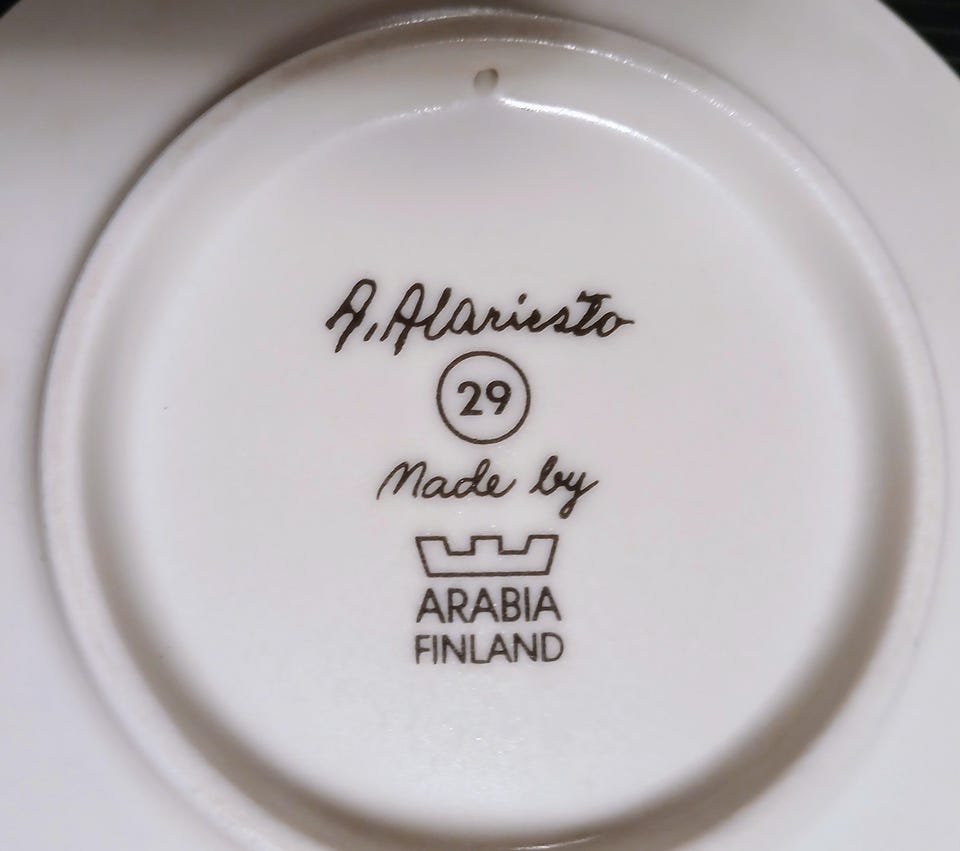 A. Alariesto
29
Made by
ARABIA
FINLAND